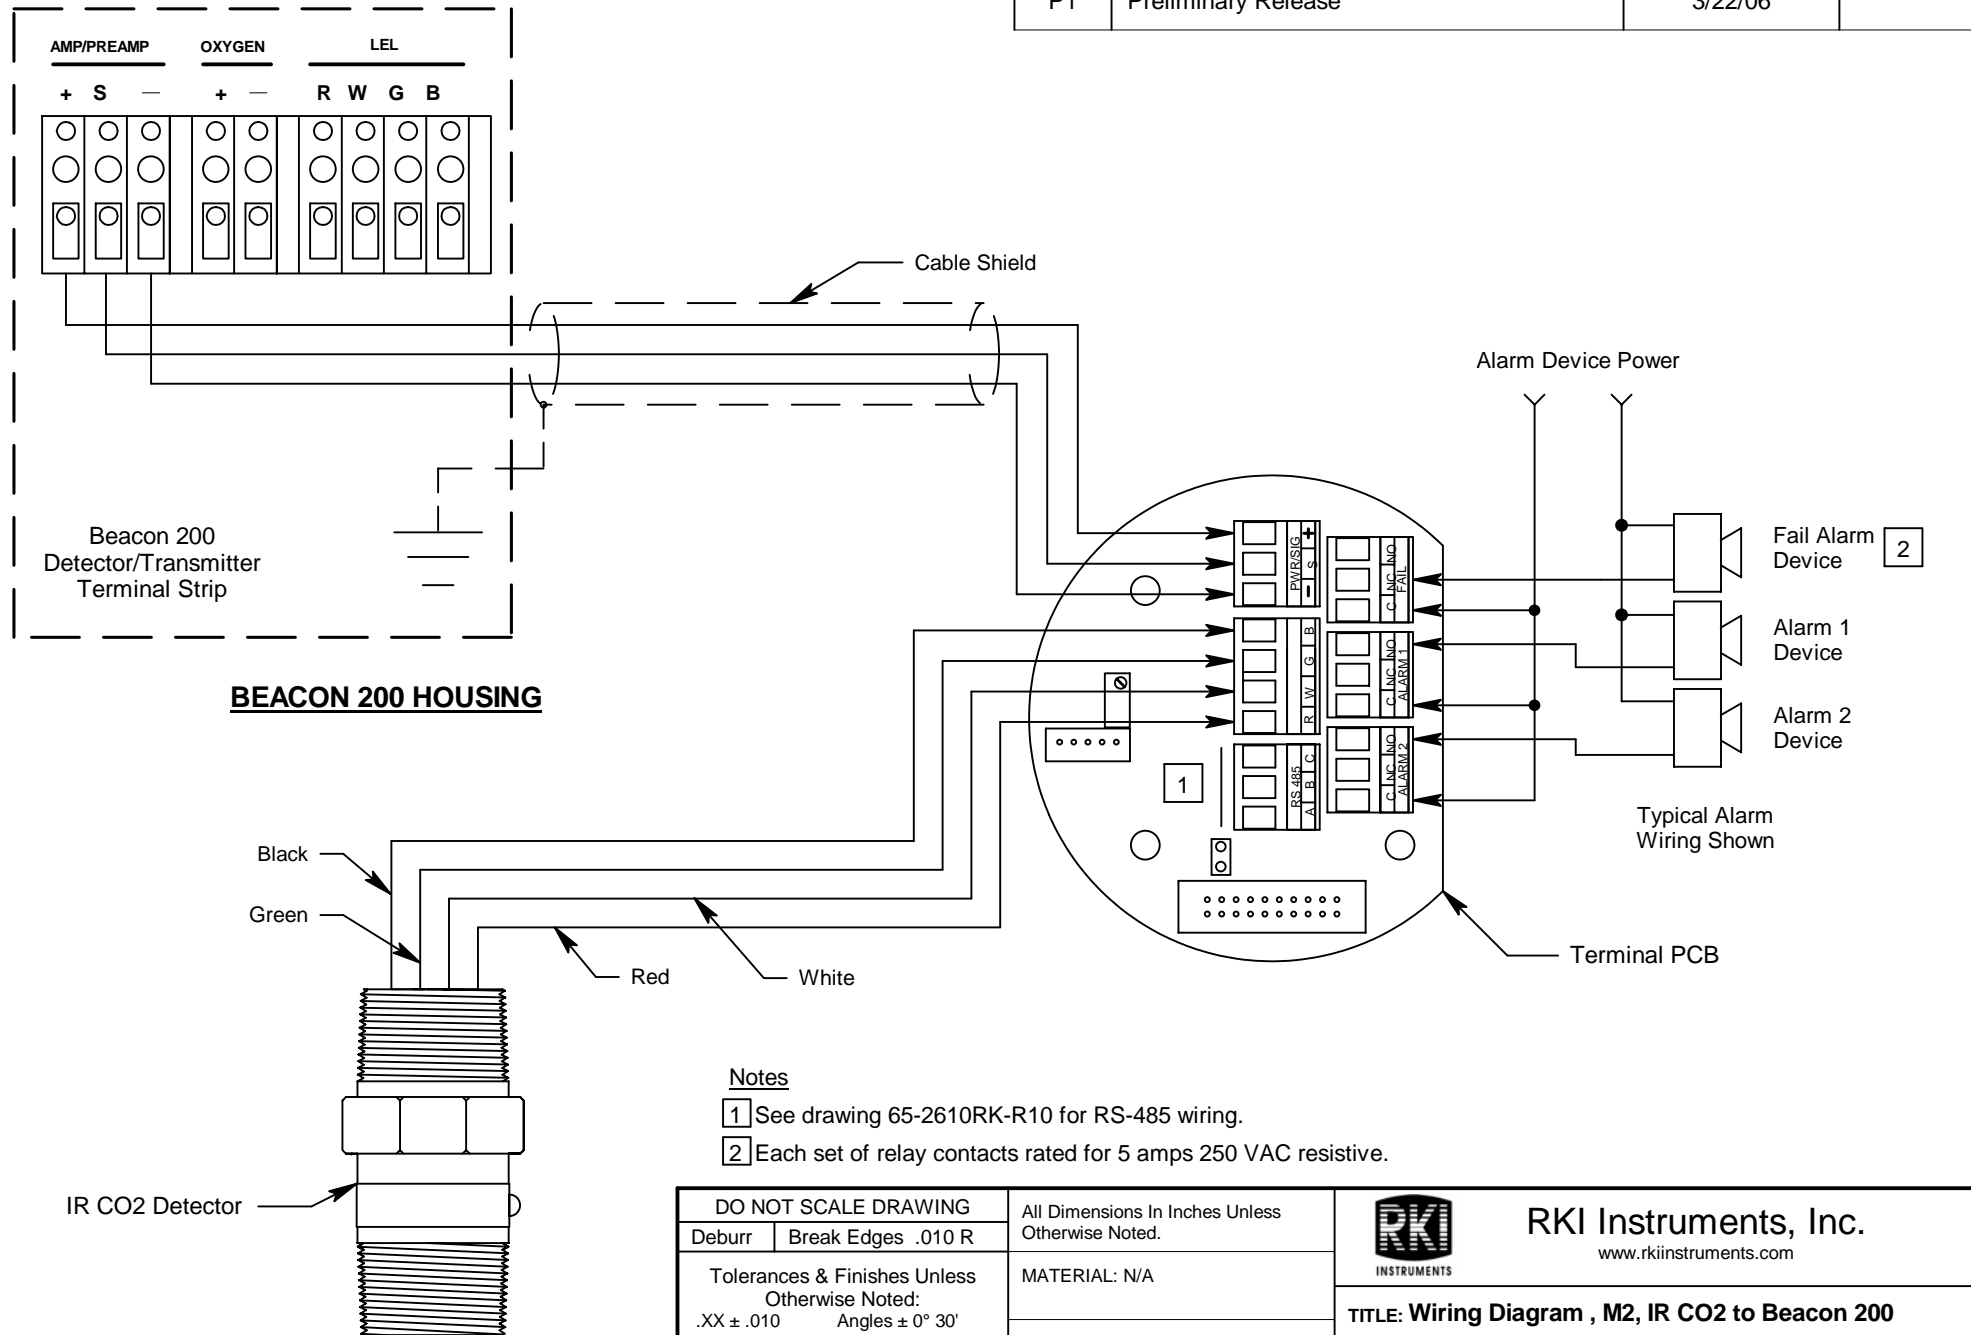 P1 Preliminary Release 3/22/06
AMP/PREAMP OXYGEN LEL
+ S — + — R W G B
Cable Shield
Alarm Device Power
Beacon 200
Detector/Transmitter
Terminal Strip
BEACON 200 HOUSING
PWR/SIG
+ S -
B G W R
RS 485
C B A
NO NC C
FAIL
NO NC C
ALARM 1
NO NC C
ALARM 2
1
Fail Alarm
Device
2
Alarm 1
Device
Alarm 2
Device
Typical Alarm
Wiring Shown
Terminal PCB
Black
Green
Red
White
IR CO2 Detector
Notes
1 See drawing 65-2610RK-R10 for RS-485 wiring.
2 Each set of relay contacts rated for 5 amps 250 VAC resistive.
DO NOT SCALE DRAWING
Deburr Break Edges .010 R
Tolerances & Finishes Unless
Otherwise Noted:
.XX ± .010 Angles ± 0° 30'
All Dimensions In Inches Unless
Otherwise Noted.
MATERIAL: N/A
RKI
INSTRUMENTS
RKI Instruments, Inc.
www.rkiinstruments.com
TITLE: Wiring Diagram , M2, IR CO2 to Beacon 200